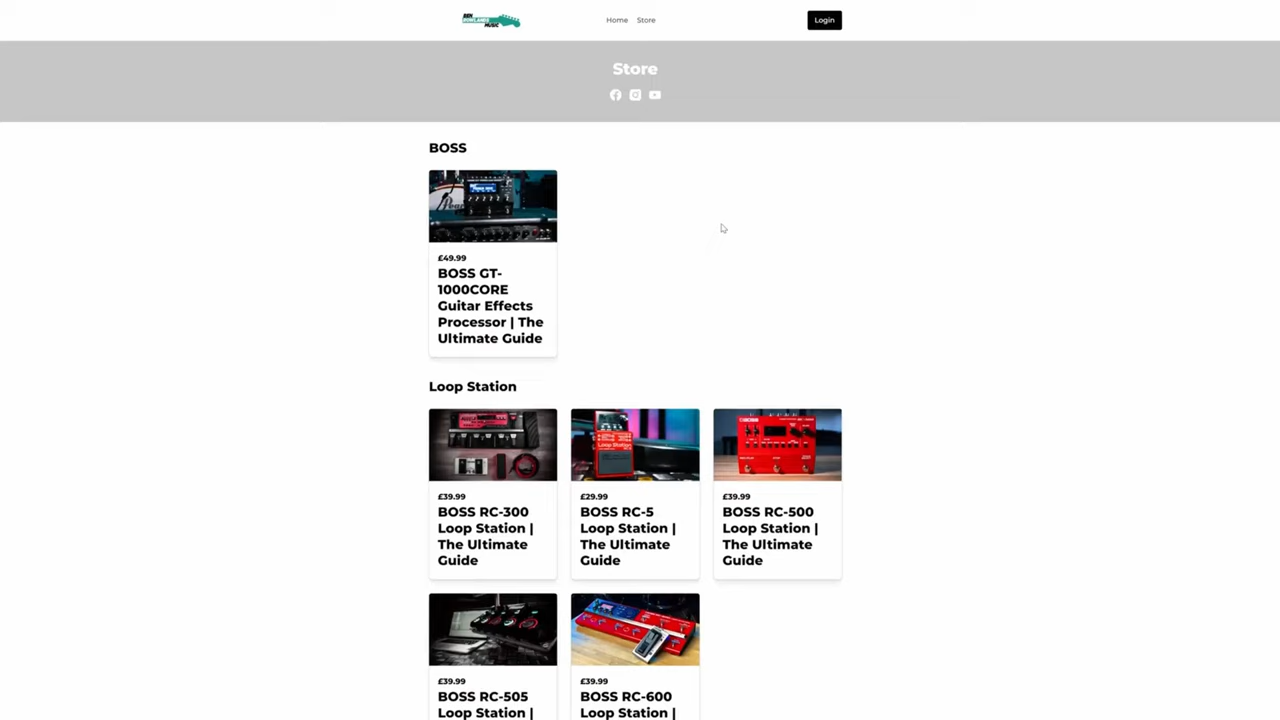 BEN
ROWLANDS
MUSIC
Home Store
Login
Store
BOSS
£49.99
BOSS GT-
1000CORE
Guitar Effects
Processor | The
Ultimate Guide
Loop Station
£39.99
BOSS RC-300
Loop Station |
The Ultimate
Guide
£29.99
BOSS RC-5
Loop Station |
The Ultimate
Guide
£39.99
BOSS RC-500
Loop Station |
The Ultimate
Guide
£39.99
BOSS RC-505
Loop Station |
£39.99
BOSS RC-600
Loop Station |